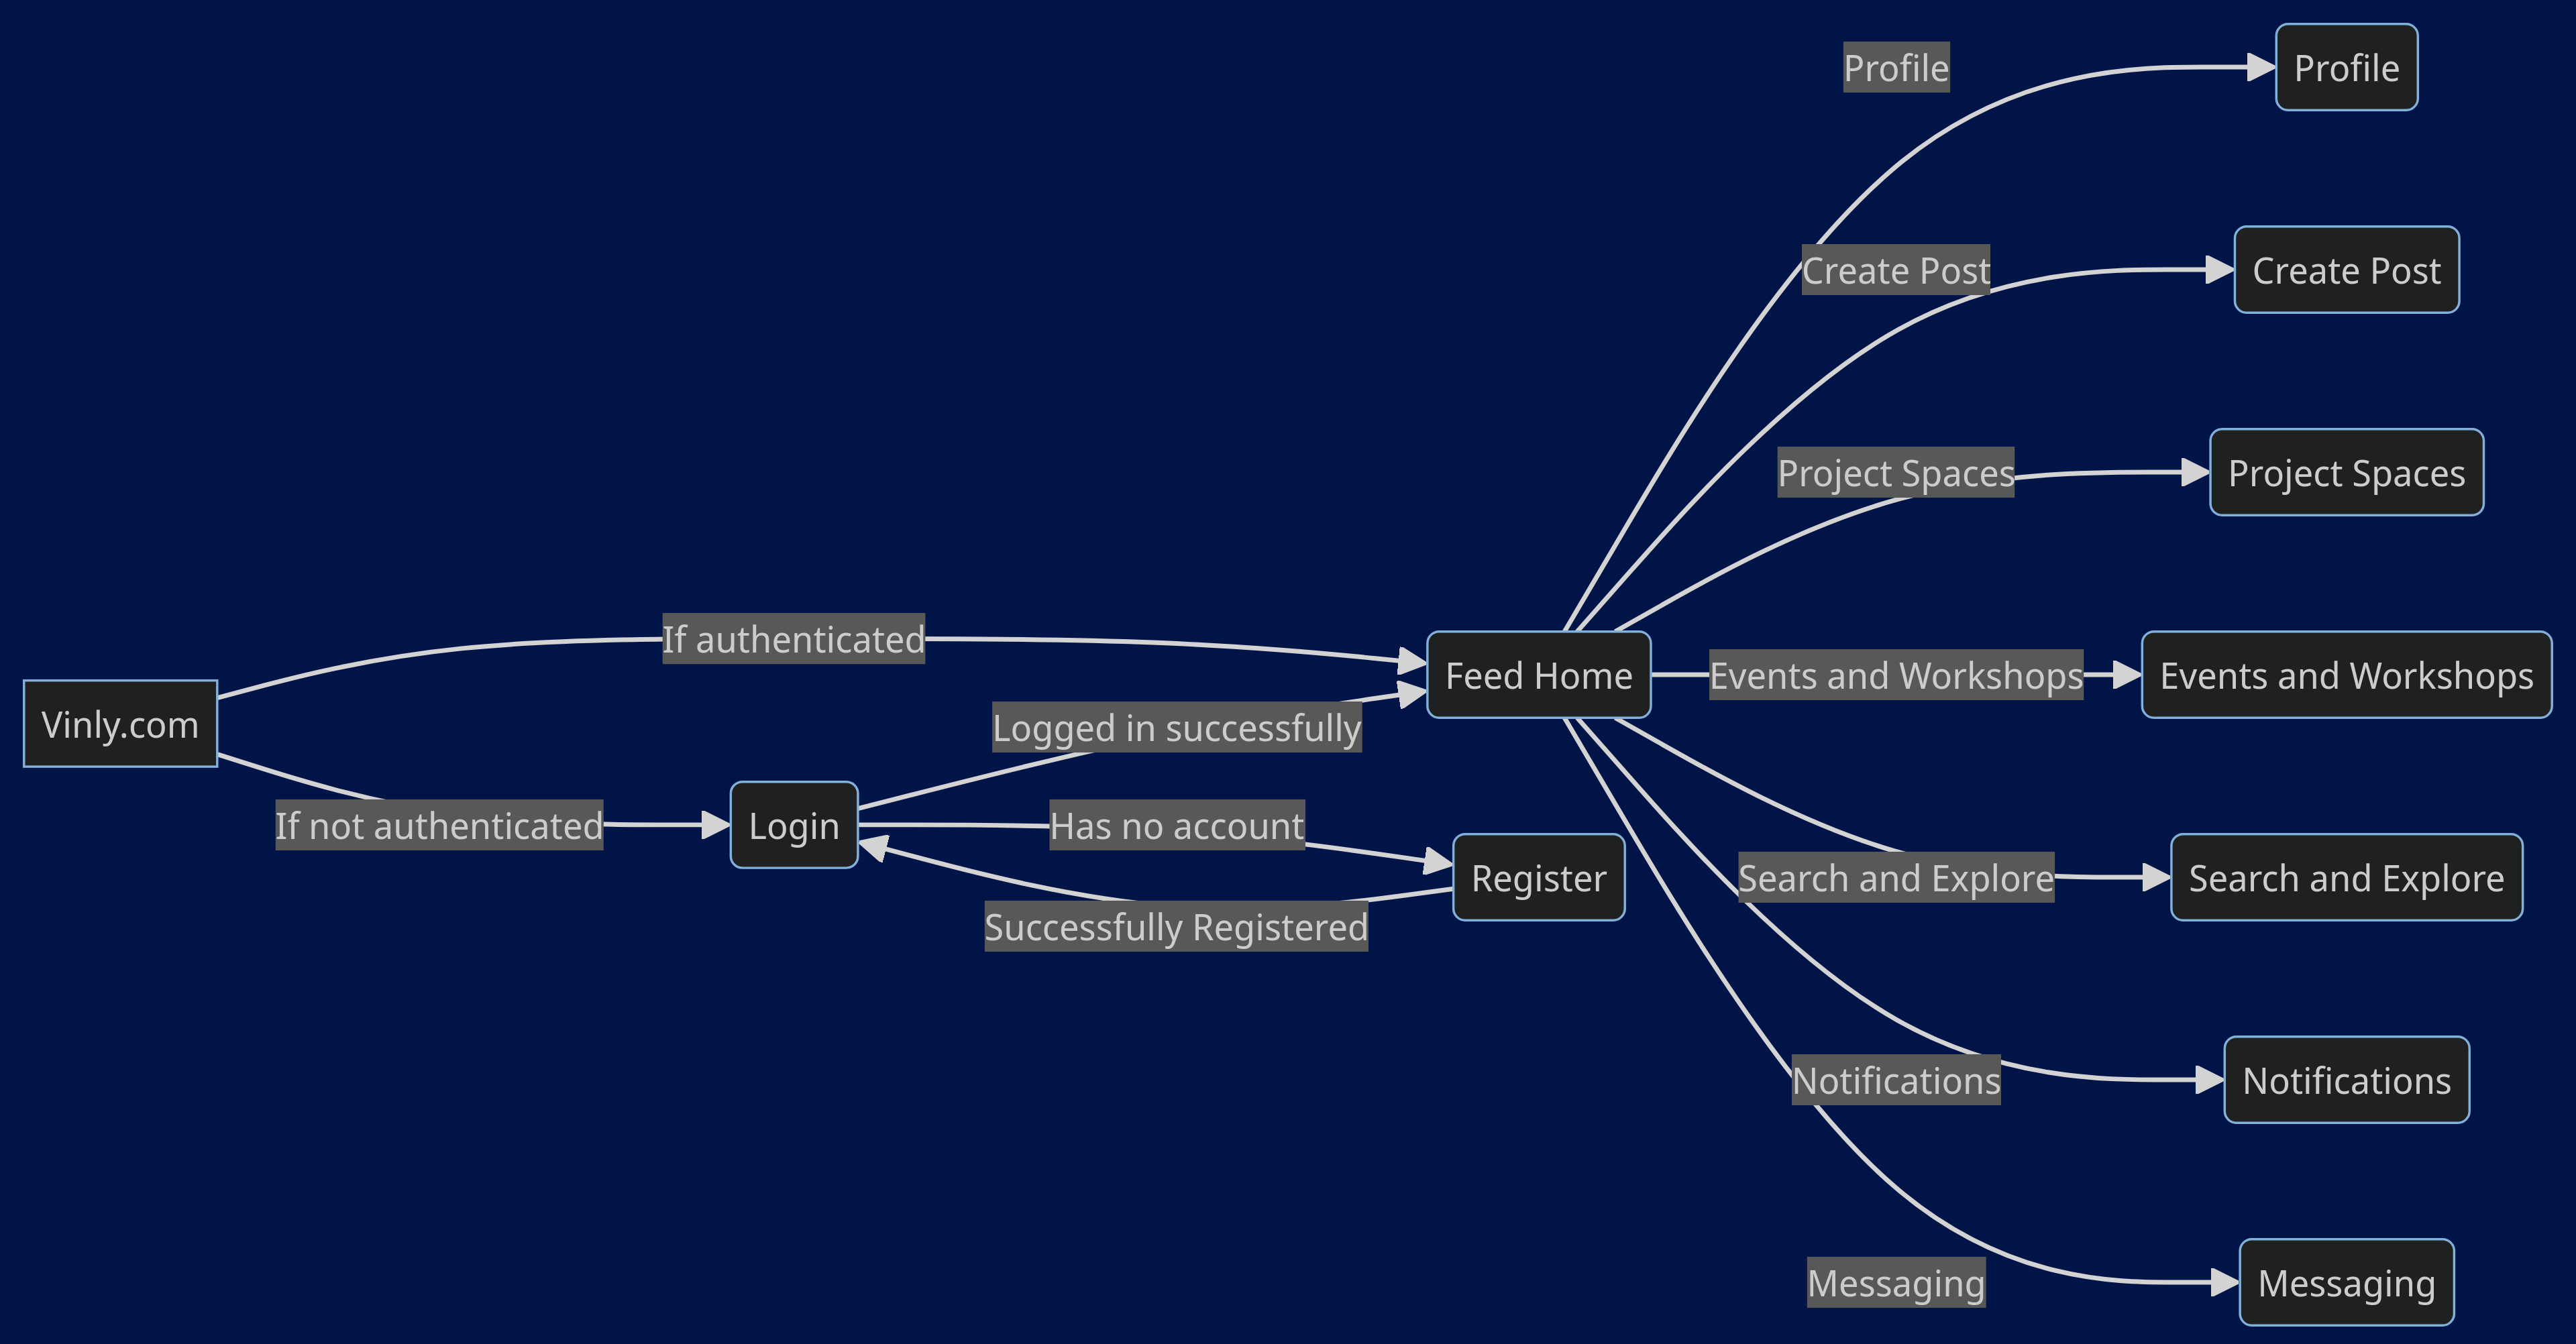 Profile
Profile
Create Post
Create Post
Project Spaces
Project Spaces
If authenticated
Feed Home
Events and Workshops
Events and Workshops
Vinly.com
Logged in successfully
If not authenticated
Login
Has no account
Register
Search and Explore
Search and Explore
Successfully Registered
Notifications
Notifications
Messaging
Messaging